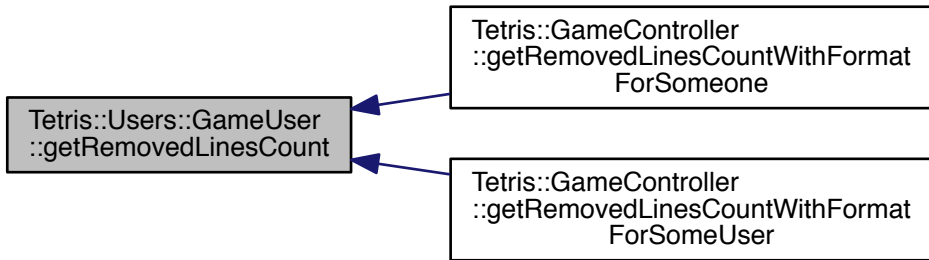 Tetris::GameController
::getRemovedLinesCountWithFormat
ForSomeone
Tetris::Users::GameUser
::getRemovedLinesCount
Tetris::GameController
::getRemovedLinesCountWithFormat
ForSomeUser